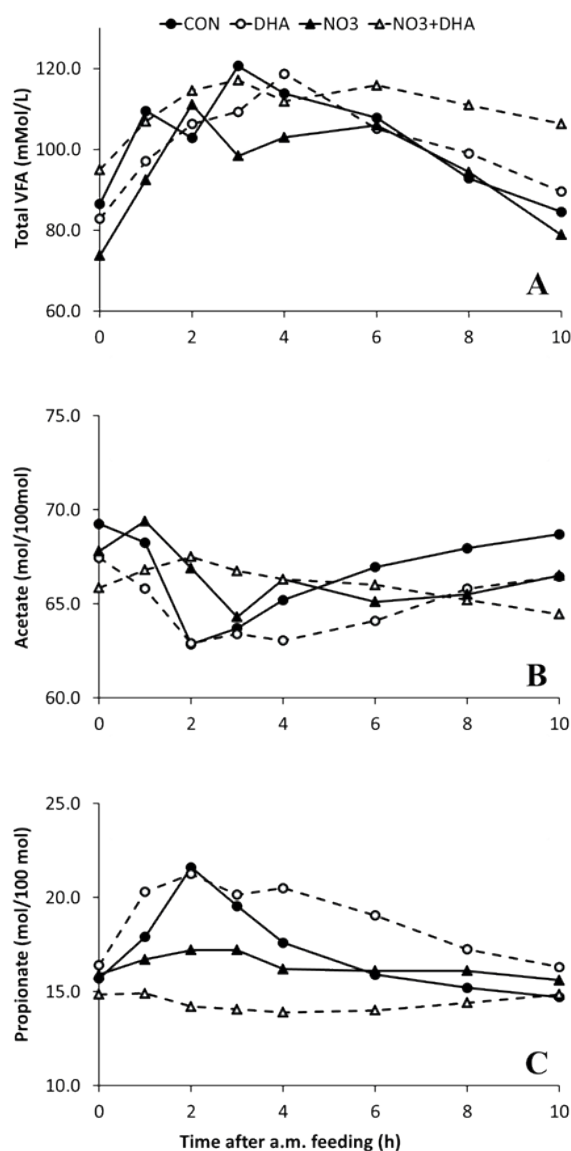 CON DHA NO3 NO3+DHA
Total VFA (mMol/L)
120.0
100.0
80.0
60.0
0 2 4 6 8 10
A
Acetate (mol/100mol)
75.0
70.0
65.0
60.0
0 2 4 6 8 10
B
Propionate (mol/100 mol)
25.0
20.0
15.0
10.0
0 2 4 6 8 10
C
Time after a.m. feeding (h)